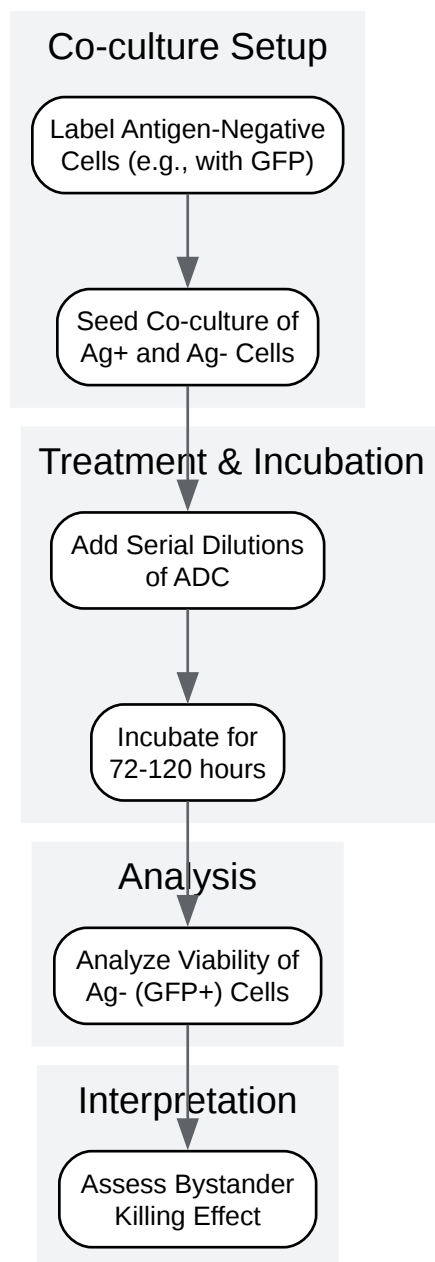 Co-culture Setup
Label Antigen-Negative
Cells (e.g., with GFP)
Seed Co-culture of
Ag+ and Ag- Cells
Treatment & Incubation
Add Serial Dilutions
of ADC
Incubate for
72-120 hours
Analysis
Analyze Viability of
Ag- (GFP+) Cells
Interpretation
Assess Bystander
Killing Effect